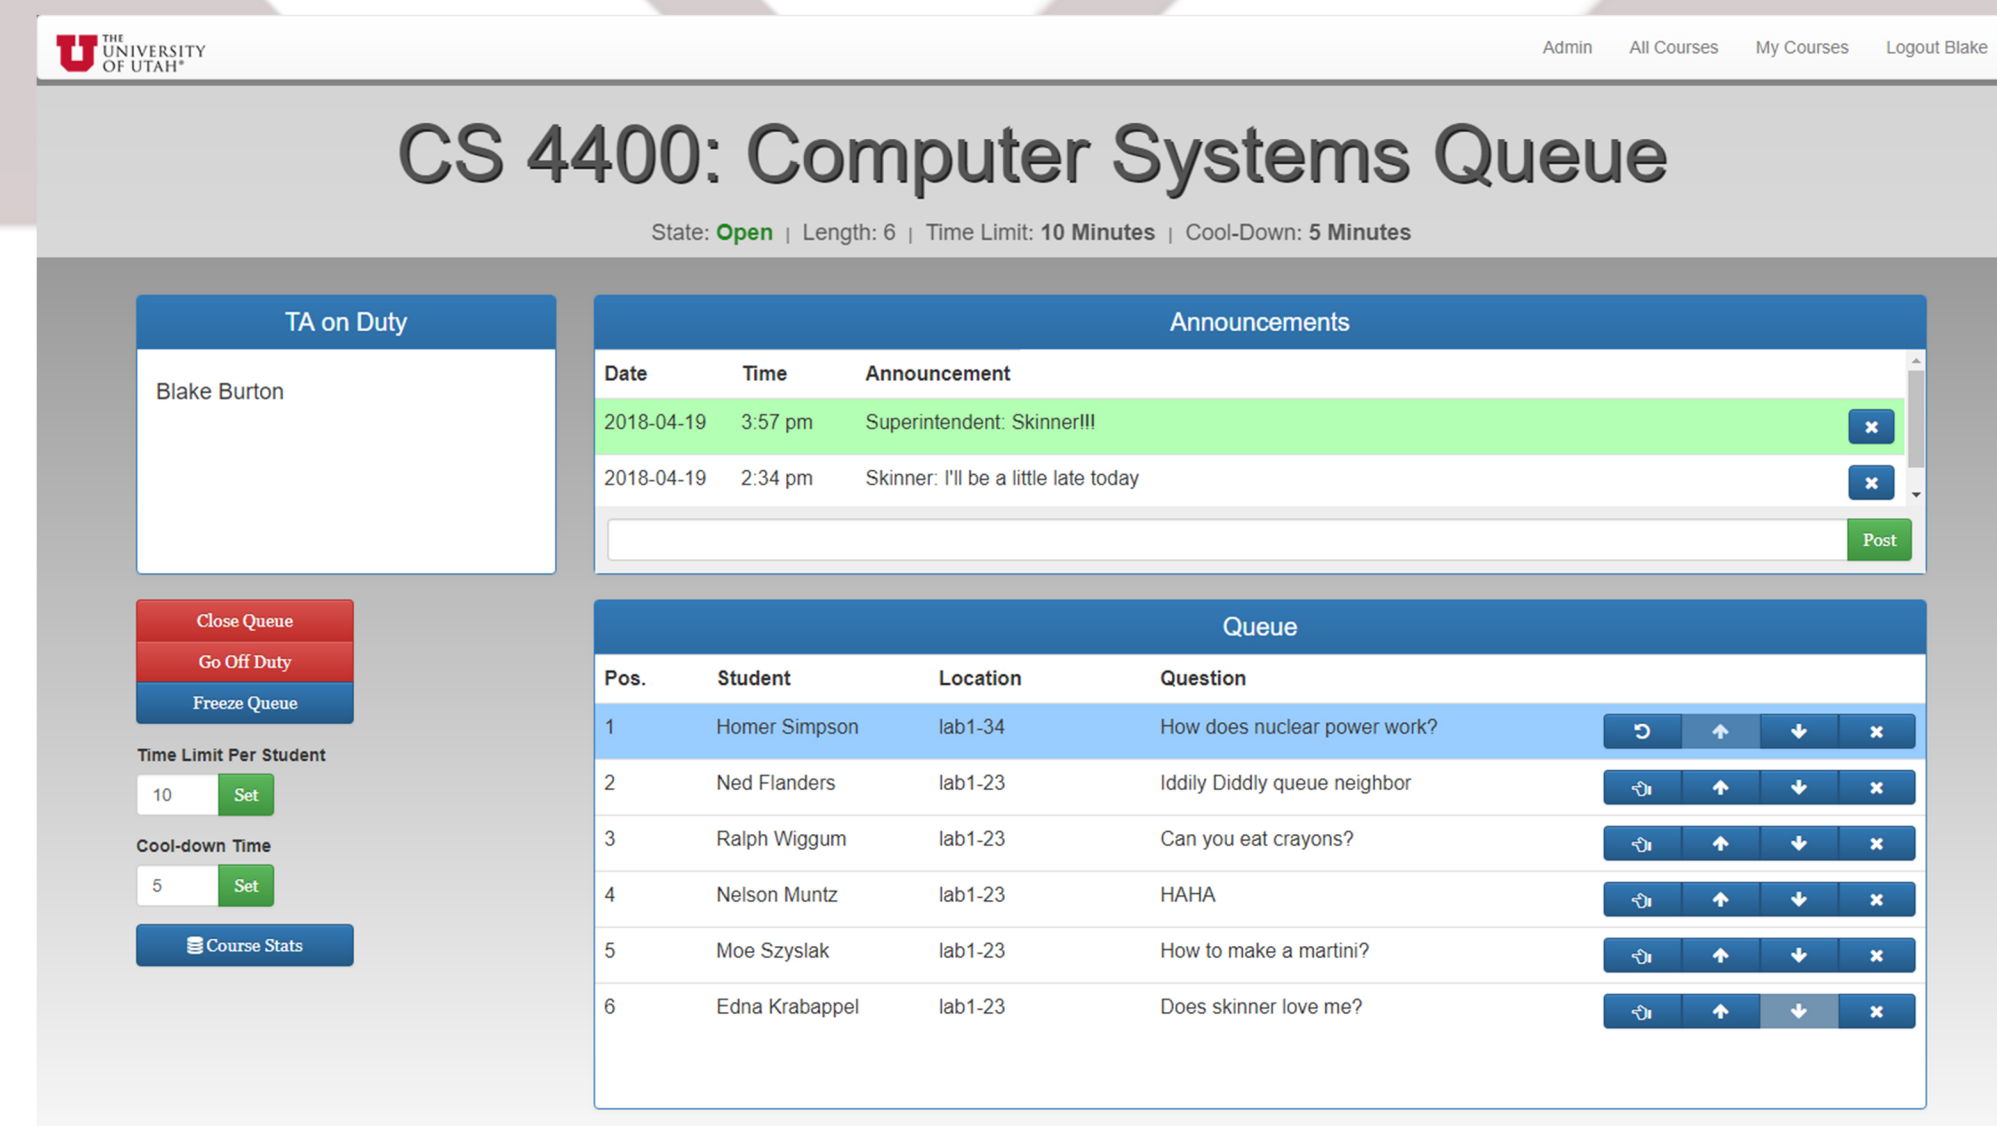 THE
UNIVERSITY
OF UTAH®
Admin All Courses My Courses Logout Blake
CS 4400: Computer Systems Queue
State: Open | Length: 6 | Time Limit: 10 Minutes | Cool-Down: 5 Minutes
TA on Duty
Blake Burton
Announcements
Date Time Announcement
2018-04-19 3:57 pm Superintendent: Skinner!!!
2018-04-19 2:34 pm Skinner: I'll be a little late today
Post
Close Queue
Go Off Duty
Freeze Queue
Time Limit Per Student
10 Set
Cool-down Time
5 Set
Course Stats
Queue
Pos. Student Location Question
1 Homer Simpson lab1-34 How does nuclear power work?
2 Ned Flanders lab1-23 Iddily Diddly queue neighbor
3 Ralph Wiggum lab1-23 Can you eat crayons?
4 Nelson Muntz lab1-23 HAHA
5 Moe Szyslak lab1-23 How to make a martini?
6 Edna Krabappel lab1-23 Does skinner love me?